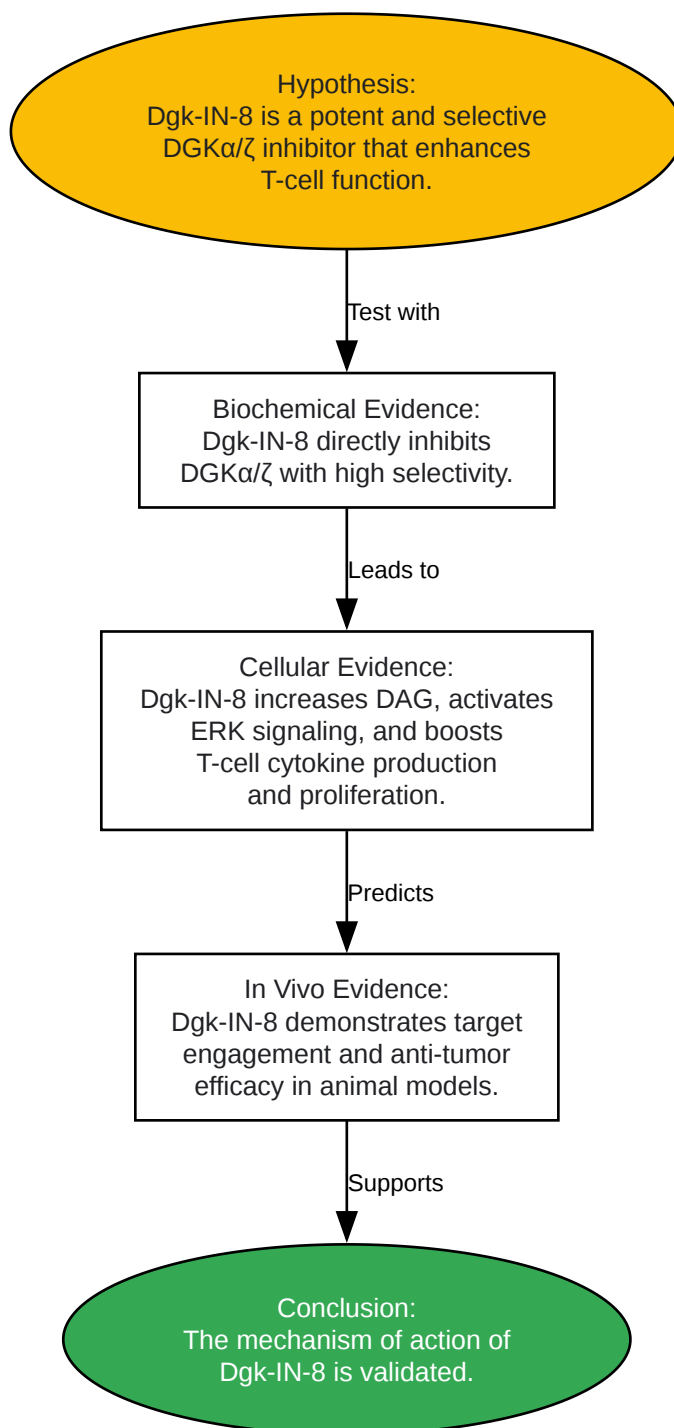 Hypothesis:
Dgk-IN-8 is a potent and selective
DGKα/ζ inhibitor that enhances
T-cell function.
Test with
Biochemical Evidence:
Dgk-IN-8 directly inhibits
DGKα/ζ with high selectivity.
Leads to
Cellular Evidence:
Dgk-IN-8 increases DAG, activates
ERK signaling, and boosts
T-cell cytokine production
and proliferation.
Predicts
In Vivo Evidence:
Dgk-IN-8 demonstrates target
engagement and anti-tumor
efficacy in animal models.
Supports
Conclusion:
The mechanism of action of
Dgk-IN-8 is validated.